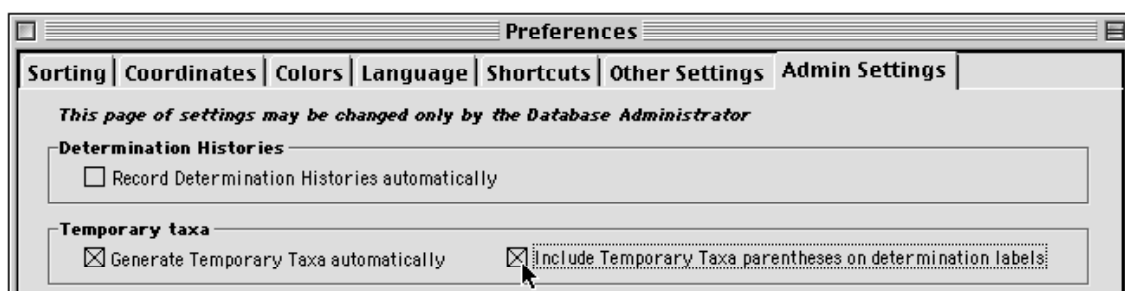 Preferences
Sorting Coordinates Colors Language Shortcuts Other Settings Admin Settings
This page of settings may be changed only by the Database Administrator
Determination Histories
Record Determination Histories automatically
Temporary taxa
Generate Temporary Taxa automatically Include Temporary Taxa parentheses on determination labels